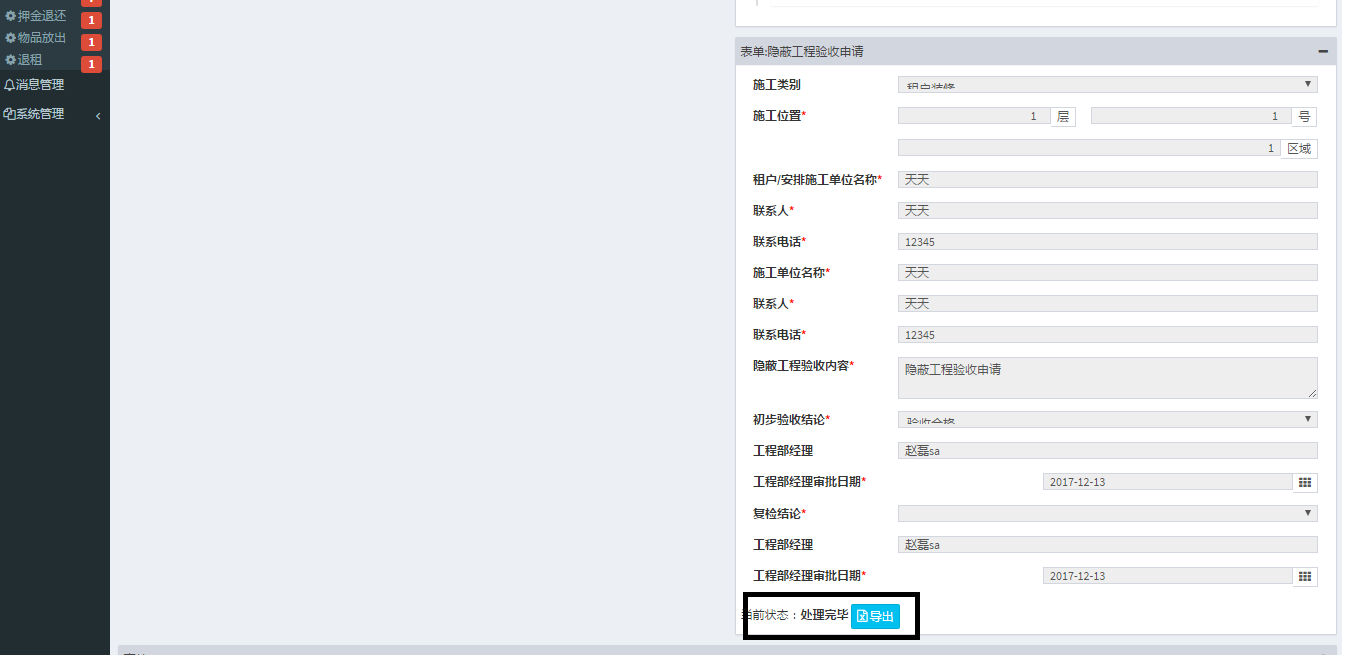 押金退还 1
物品放出 1
退租 1
消息管理
系统管理
表单:隐蔽工程验收申请
施工类别 租户装修
施工位置* 1 层 1 号
1 区域
租户/安排施工单位名称* 天天
联系人* 天天
联系电话* 12345
施工单位名称* 天天
联系人* 天天
联系电话* 12345
隐蔽工程验收内容* 隐蔽工程验收申请
初步验收结论* 验收合格
工程部经理 赵磊sa
工程部经理审批日期* 2017-12-13
复检结论*
工程部经理 赵磊sa
工程部经理审批日期* 2017-12-13
当前状态：处理完毕 导出